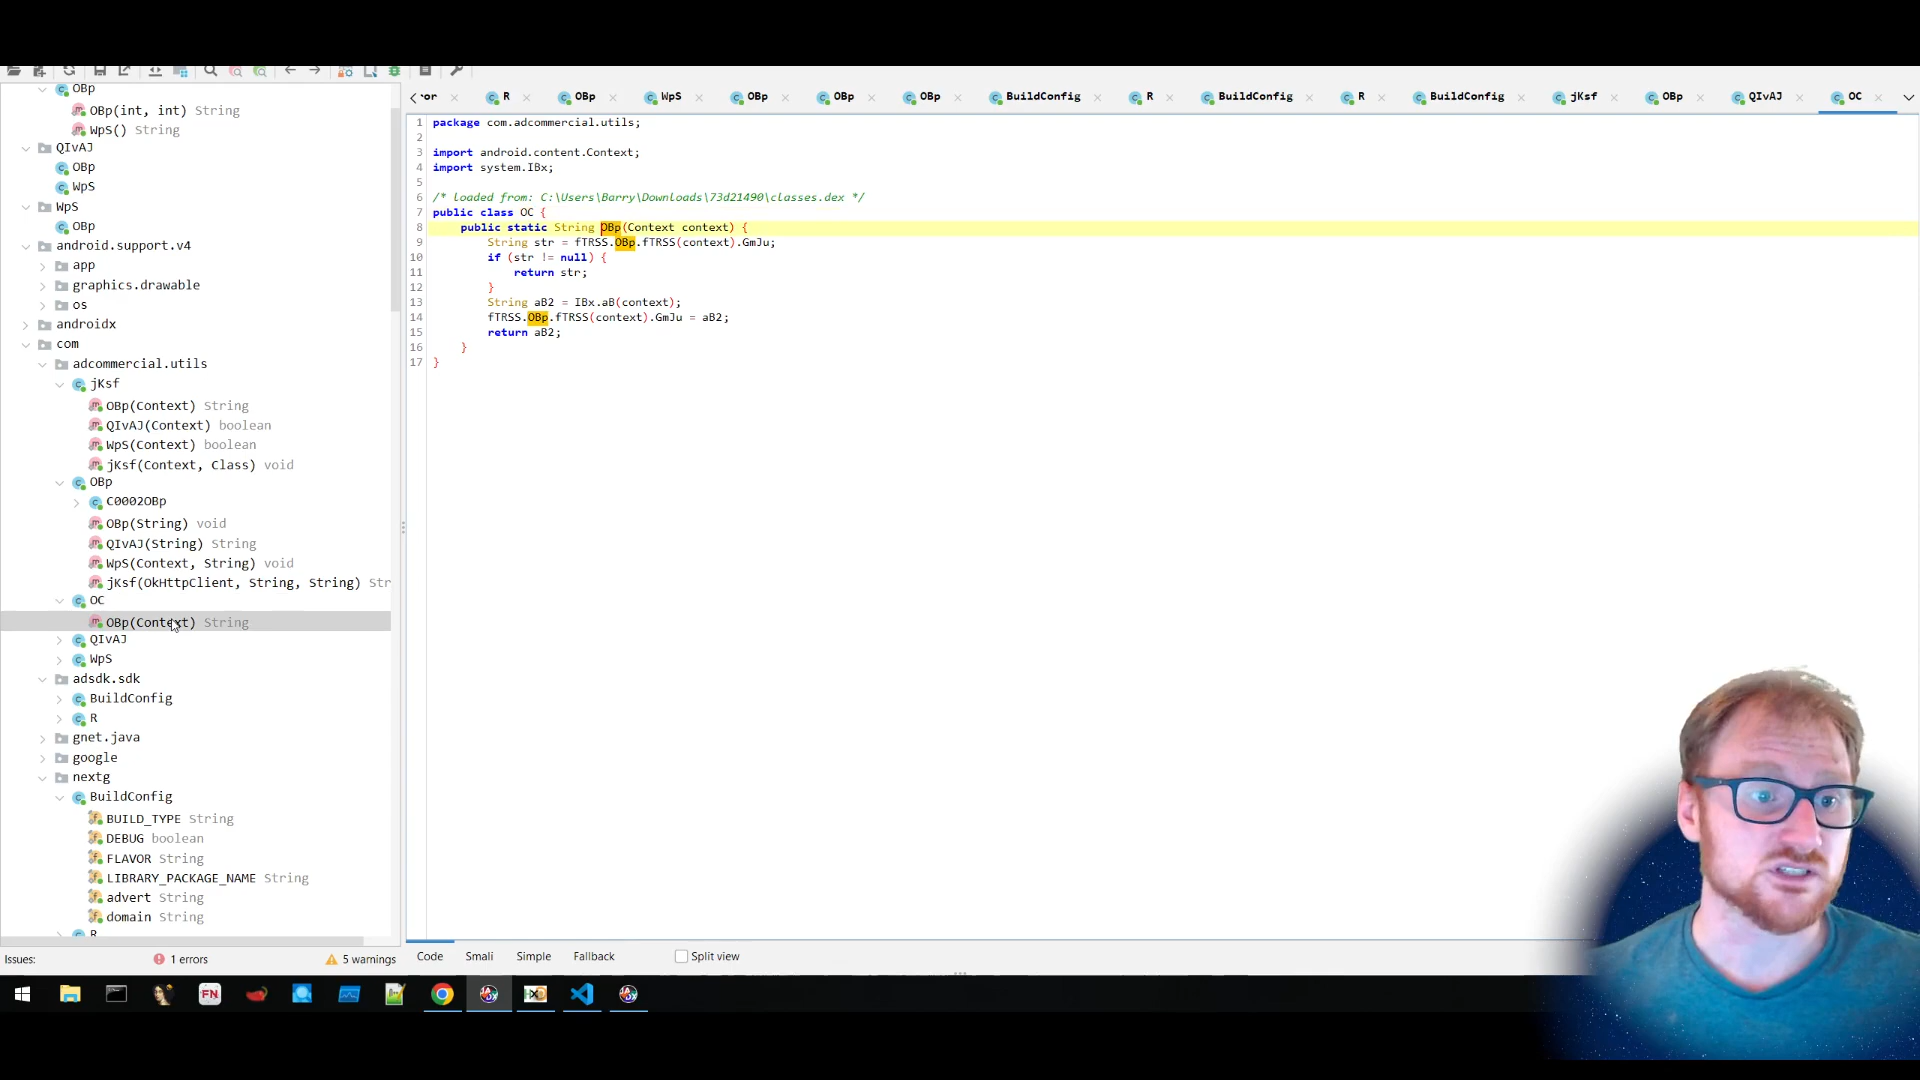 OBp
OBp(int, int) String
WpS() String
QIvAJ
OBp
WpS
WpS
OBp
android.support.v4
app
graphics.drawable
os
androidx
com
adcommercial.utils
jKsf
OBp(Context) String
QIvAJ(Context) boolean
WpS(Context) boolean
jKsf(Context, Class) void
OBp
C0002OBp
OBp(String) void
QIvAJ(String) String
WpS(Context, String) void
jKsf(OkHttpClient, String, String) Str
OC
OBp(Context) String
QIvAJ
WpS
adsdk.sdk
BuildConfig
R
gnet.java
google
nextg
BuildConfig
BUILD_TYPE String
DEBUG boolean
FLAVOR String
LIBRARY_PACKAGE_NAME String
advert String
domain String
R
Issues: 1 errors 5 warnings
or R OBp WpS OBp OBp OBp BuildConfig R BuildConfig R BuildConfig jKsf OBp QIvAJ OC
1 package com.adcommercial.utils;
2
3 import android.content.Context;
4 import system.IBx;
5
6 /* loaded from: C:\Users\Barry\Downloads\73d21490\classes.dex */
7 public class OC {
8 public static String OBp(Context context) {
9 String str = fTRSS.OBp.fTRSS(context).GmJu;
10 if (str != null) {
11 return str;
12 }
13 String aB2 = IBx.aB(context);
14 fTRSS.OBp.fTRSS(context).GmJu = aB2;
15 return aB2;
16 }
17 }
Code Smali Simple Fallback Split view
FN